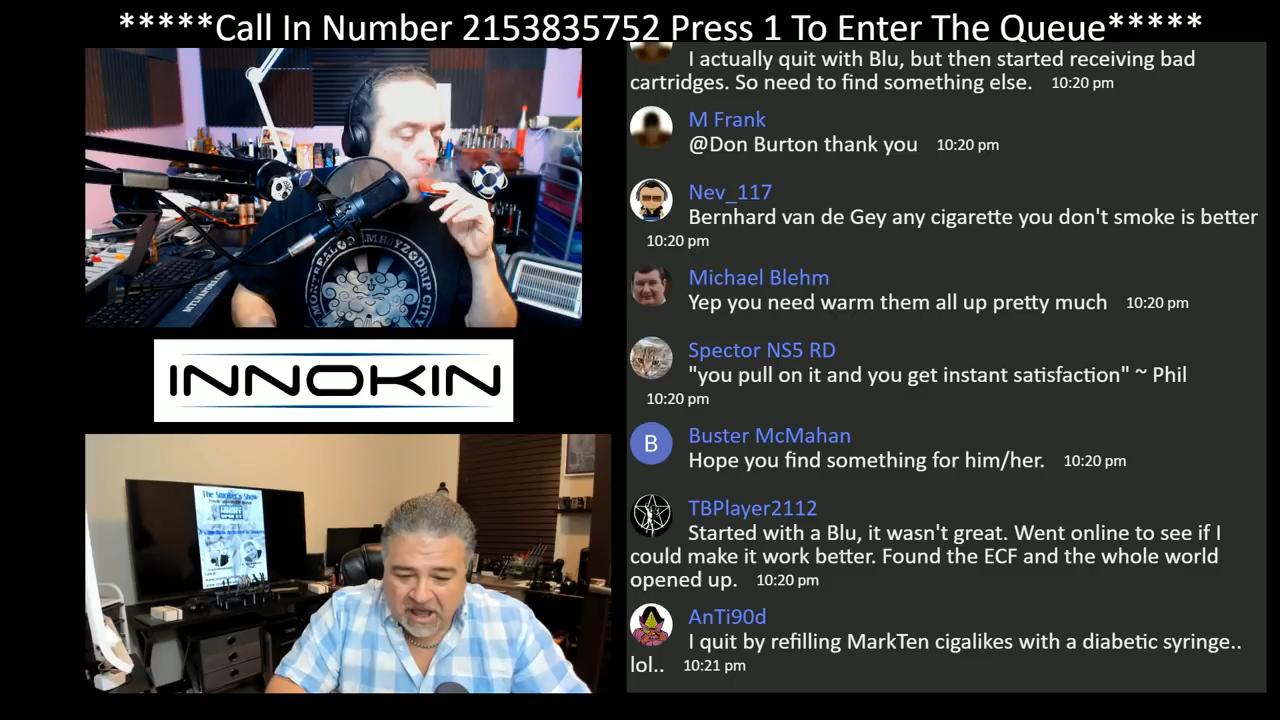 *****Call In Number 2153835752 Press 1 To Enter The Queue*****
I actually quit with Blu, but then started receiving bad
cartridges. So need to find something else. 10:20 pm
M Frank
@Don Burton thank you 10:20 pm
Nev_117
Bernhard van de Gey any cigarette you don't smoke is better
10:20 pm
Michael Blehm
Yep you need warm them all up pretty much 10:20 pm
Spector NS5 RD
"you pull on it and you get instant satisfaction" ~ Phil
10:20 pm
B
Buster McMahan
Hope you find something for him/her. 10:20 pm
TBPlayer2112
Started with a Blu, it wasn't great. Went online to see if I
could make it work better. Found the ECF and the whole world
opened up. 10:20 pm
AnTi90d
I quit by refilling MarkTen cigalikes with a diabetic syringe..
lol.. 10:21 pm
MONTREAL DAMBOYZ DRIP CITY
INNOKIN
The Smoker's Show